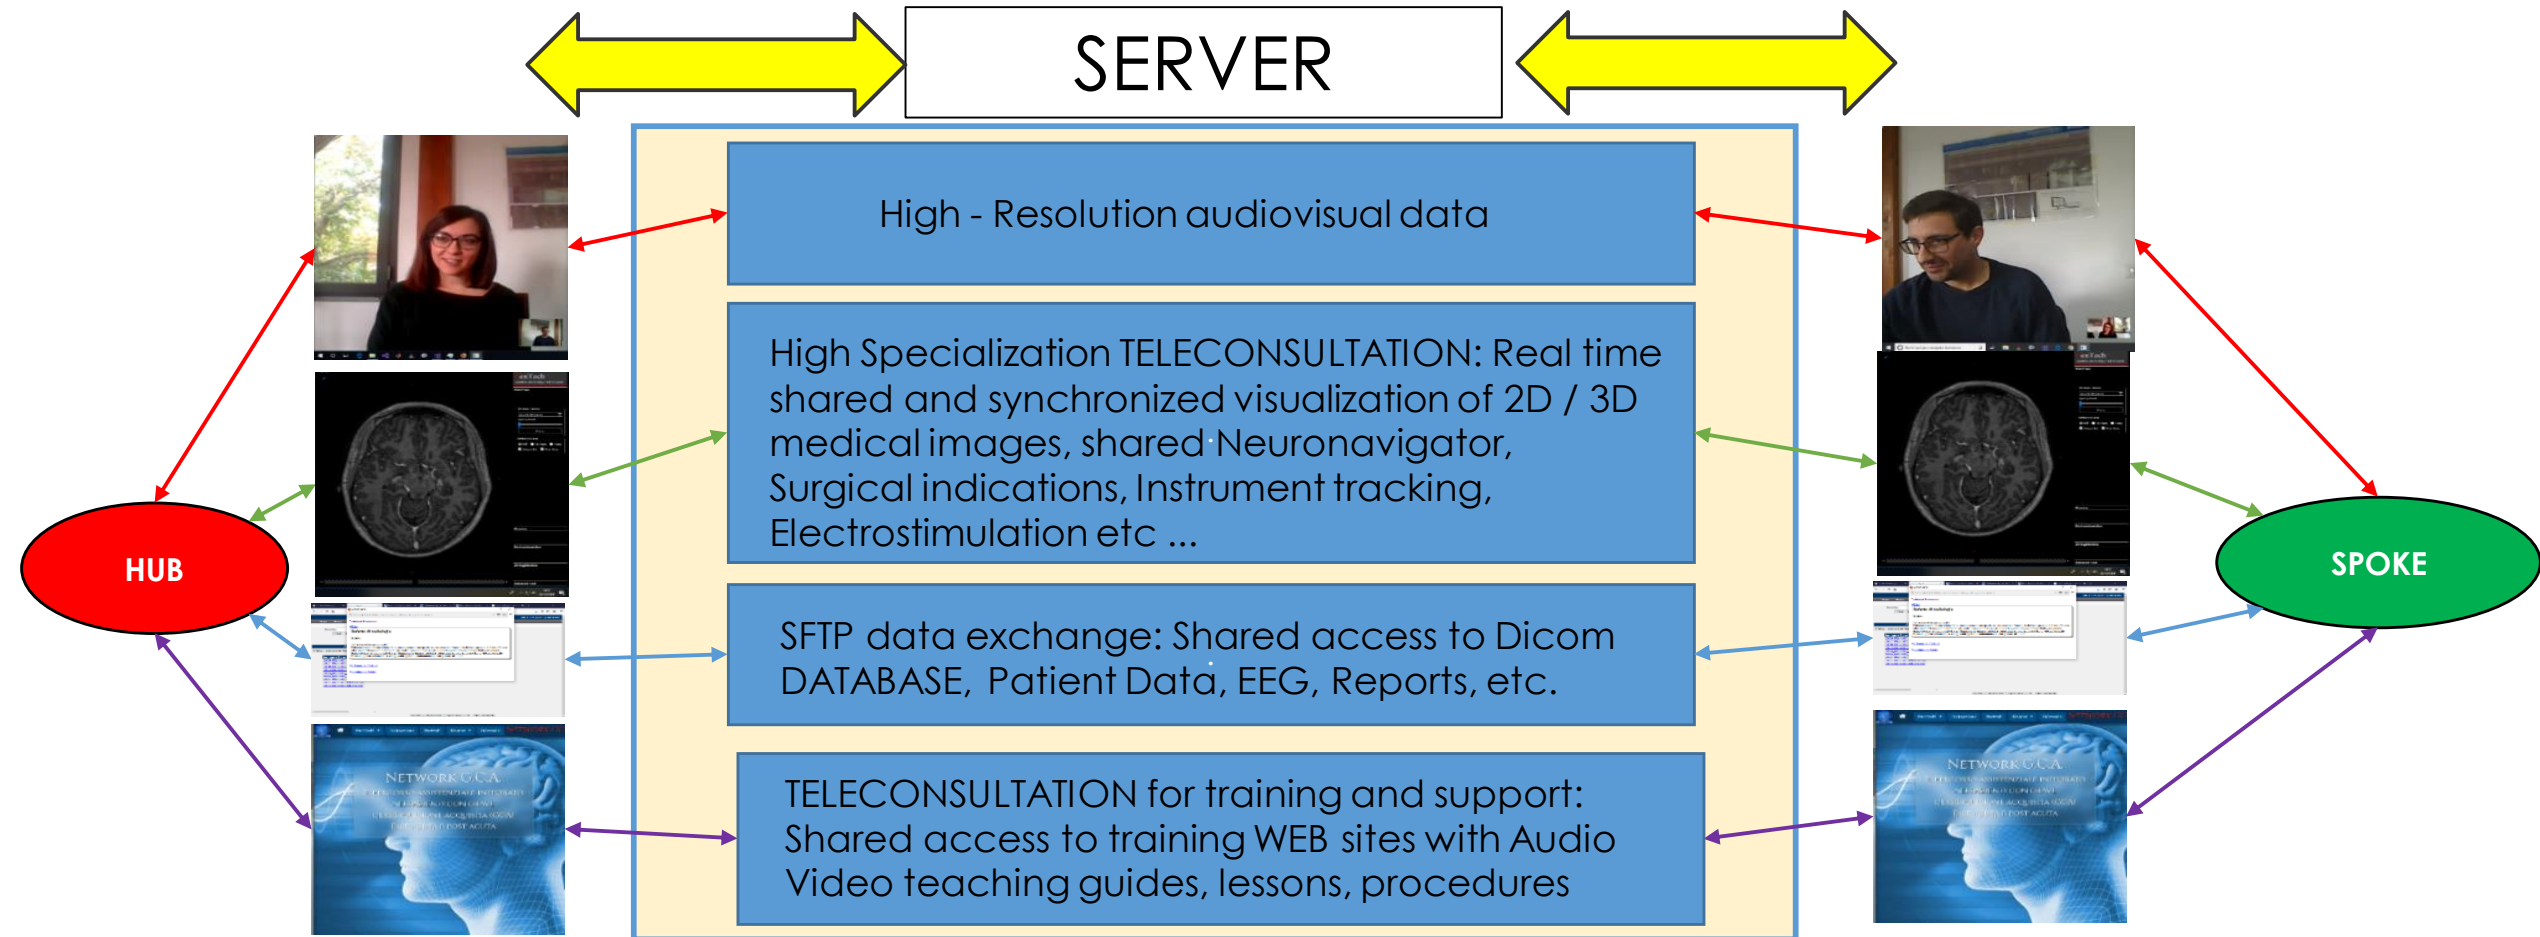 SERVER
High - Resolution audiovisual data
High Specialization TELECONSULTATION: Real time
shared and synchronized visualization of 2D / 3D
medical images, shared Neuronavigator,
Surgical indications, Instrument tracking,
Electrostimulation etc ...
HUB
SPOKE
SFTP data exchange: Shared access to Dicom
DATABASE, Patient Data, EEG, Reports, etc.
TELECONSULTATION for training and support:
Shared access to training WEB sites with Audio
Video teaching guides, lessons, procedures
NETWORK G.C.A.
NETWORK G.C.A.